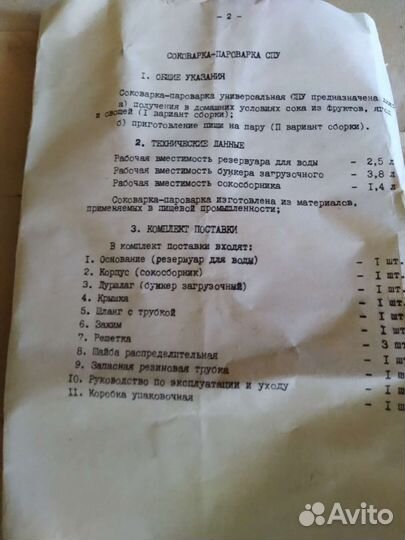 - 2 -
СОКОВАРКА-ПАРОВАРКА СПУ
I. ОБЩИЕ УКАЗАНИЯ
Соковарка-пароварка универсальная СПУ предназначена
а) получения в домашних условиях сока из фруктов,
и овощей (I вариант сборки);
б) приготовление пищи на пару (П вариант сборки).
2. ТЕХНИЧЕСКИЕ ДАННЫЕ
Рабочая вместимость резервуара для воды - 2,5 л
Рабочая вместимость бункера загрузочного - 3,8 л
Рабочая вместимость сокосборника - I,4 л
Соковарка-пароварка изготовлена из материалов,
применяемых в пищевой промышленности;
3. КОМПЛЕКТ ПОСТАВКИ
В комплект поставки входят:
I. Основание (резервуар для воды) - I шт.
2. Корпус (сокосборник) - I шт.
3. Дуршлаг (бункер загрузочный) - I шт.
4. Крышка - I шт.
5. Шланг с трубкой - I шт.
6. Зажим - I шт.
7. Решетка - 3 шт.
8. Шайба распределительная - I шт.
9. Запасная резиновая трубка - I шт.
IO. Руководство по эксплуатации и уходу - I шт.
II. Коробка упаковочная - I шт.
Avito